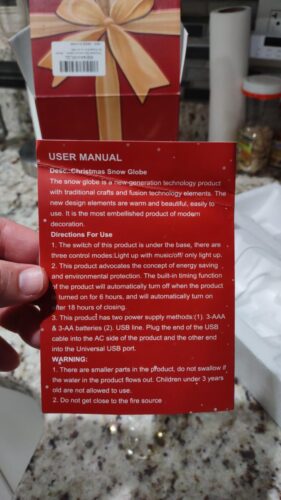 USER MANUAL
Desc.:Christmas Snow Globe
The snow globe is a new generation technology product
with traditional crafts and fusion technology elements. The
new design elements are warm and beautiful, easily to
use. It is the most embellished product of modern
decoration.
Directions For Use
1. The switch of this product is under the base, there are
three control modes:Light up with music/off/ only light up.
2. This product advocates the concept of energy saving
and environmental protection. The built-in timing function
of the product will automatically turn off when the product
is turned on for 6 hours, and will automatically turn on
after 18 hours of closing.
3. This product has two power supply methods:(1). 3-AAA
& 3-AA batteries (2). USB line. Plug the end of the USB
cable into the AC side of the product and the other end
into the Universal USB port.
WARNING:
1. There are smaller parts in the product, do not swallow if
the water in the product flows out. Children under 3 years
old are not allowed to use.
2. Do not get close to the fire source